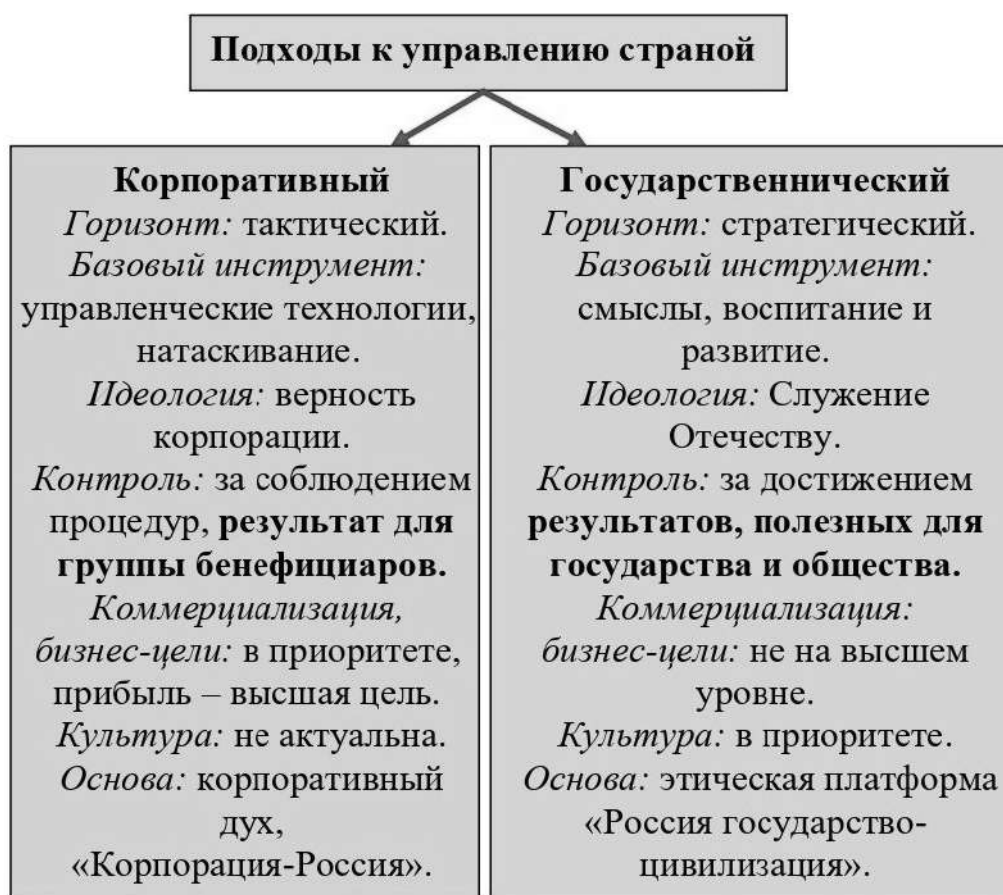 Подходы к управлению страной
Корпоративный
Горизонт: тактический.
Базовый инструмент:
управленческие технологии,
натаскивание.
Идеология: верность
корпорации.
Контроль: за соблюдением
процедур, результат для
группы бенефициаров.
Коммерциализация,
бизнес-цели: в приоритете,
прибыль – высшая цель.
Культура: не актуальна.
Основа: корпоративный
дух,
«Корпорация-Россия».
Государственнический
Горизонт: стратегический.
Базовый инструмент:
смыслы, воспитание и
развитие.
Идеология: Служение
Отечеству.
Контроль: за достижением
результатов, полезных для
государства и общества.
Коммерциализация:
бизнес-цели: не на высшем
уровне.
Культура: в приоритете.
Основа: этическая платформа
«Россия государство-
цивилизация».